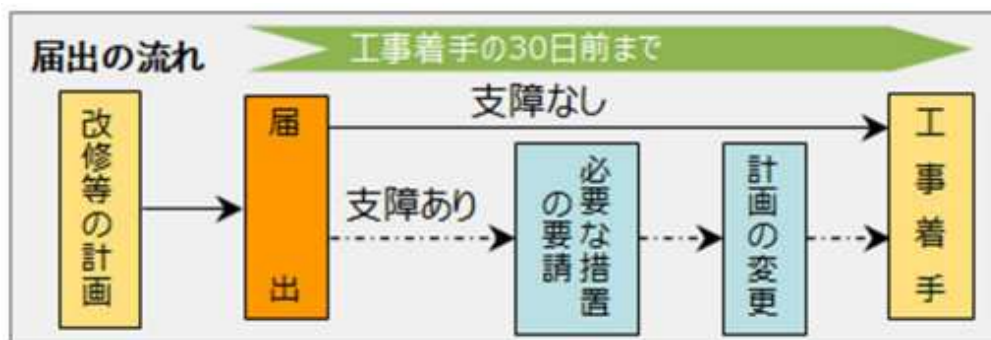 届出の流れ
工事着手の30日前まで
改修等の計画
届出
支障なし
支障あり
必要な措置
の要請
計画の変更
工事着手